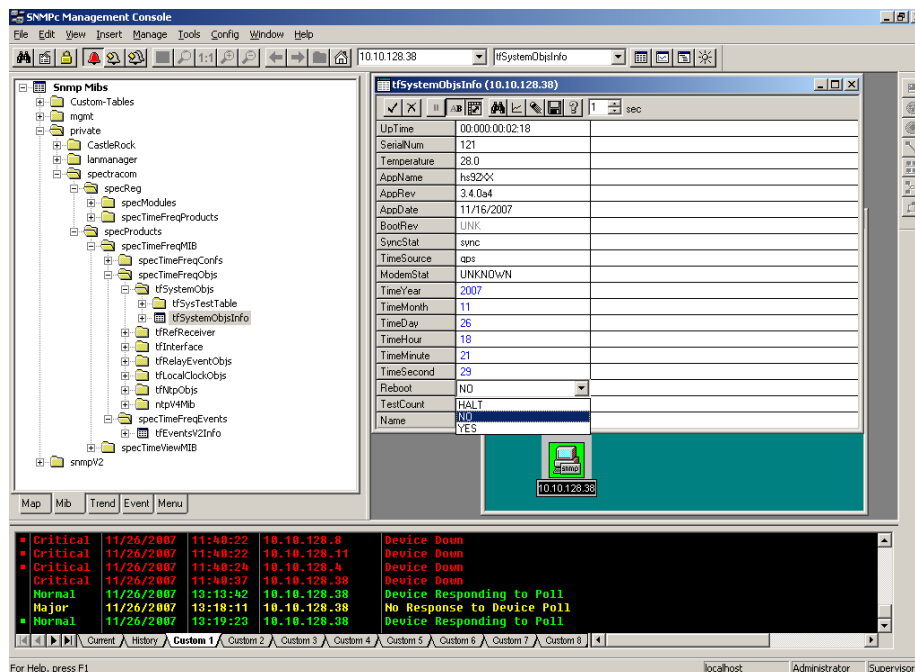 SNMPc Management Console
File Edit View Insert Manage Tools Config Window Help
1:1 10.10.128.38 tfSystemObjsInfo
Snmp Mibs
Custom-Tables
mgmt
private
CastleRock
lanmanager
spectracom
specReg
specModules
specTimeFreqProducts
specProducts
specTimeFreqMIB
specTimeFreqConfs
specTimeFreqObjs
tfSystemObjs
tfSysTestTable
tfSystemObjsInfo
tfRefReceiver
tfInterface
tfRelayEventObjs
tfLocalClockObjs
tfNtpObjs
ntpV4Mib
specTimeFreqEvents
tfEventsV2Info
specTimeViewMIB
snmpV2
Map Mib Trend Event Menu
tfSystemObjsInfo (10.10.128.38)
AB 1 sec
UpTime 00:000:00:02:18
SerialNum 121
Temperature 28.0
AppName hs92XX
AppRev 3.4.0a4
AppDate 11/16/2007
BootRev UNK
SyncStat sync
TimeSource gps
ModemStat UNKNOWN
TimeYear 2007
TimeMonth 11
TimeDay 26
TimeHour 18
TimeMinute 21
TimeSecond 29
Reboot NO
TestCount HALT
NO
Name YES
snmp
10.10.128.38
Critical 11/26/2007 11:40:22 10.10.128.8 Device Down
Critical 11/26/2007 11:40:22 10.10.128.11 Device Down
Critical 11/26/2007 11:40:24 10.10.128.4 Device Down
Critical 11/26/2007 11:40:37 10.10.128.38 Device Down
Normal 11/26/2007 13:13:42 10.10.128.38 Device Responding to Poll
Major 11/26/2007 13:18:11 10.10.128.38 No Response to Device Poll
Normal 11/26/2007 13:19:23 10.10.128.38 Device Responding to Poll
Current History Custom 1 Custom 2 Custom 3 Custom 4 Custom 5 Custom 6 Custom 7 Custom 8
For Help, press F1 localhost Administrator Supervisor